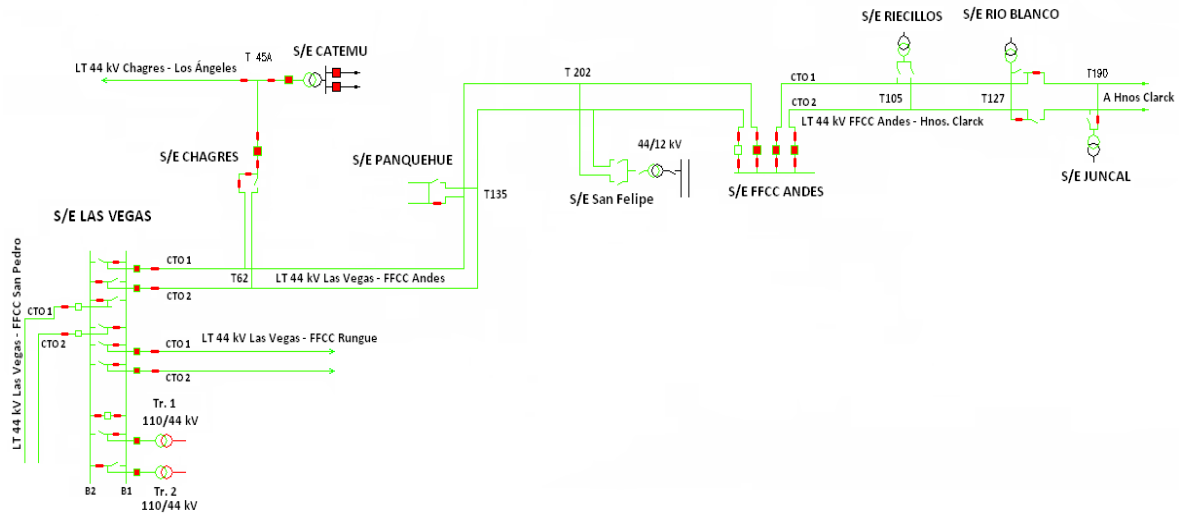 S/E RIECILLOS
S/E RIO BLANCO
S/E CATEMU
T 45A
LT 44 kV Chagres - Los Ángeles
T 202
CTO 1
T190
CTO 2
T105
T127
A Hnos Clarck
LT 44 kV FFCC Andes - Hnos. Clarck
44/12 kV
S/E CHAGRES
S/E PANQUEHUE
S/E JUNCAL
S/E FFCC ANDES
T135
S/E San Felipe
S/E LAS VEGAS
CTO 1
T62
LT 44 kV Las Vegas - FFCC Andes
CTO 2
LT 44 kV Las Vegas - FFCC San Pedro
CTO 1
CTO 2
CTO 1
LT 44 kV Las Vegas - FFCC Rungue
CTO 2
Tr. 1
110/44 kV
B2
B1
Tr. 2
110/44 kV